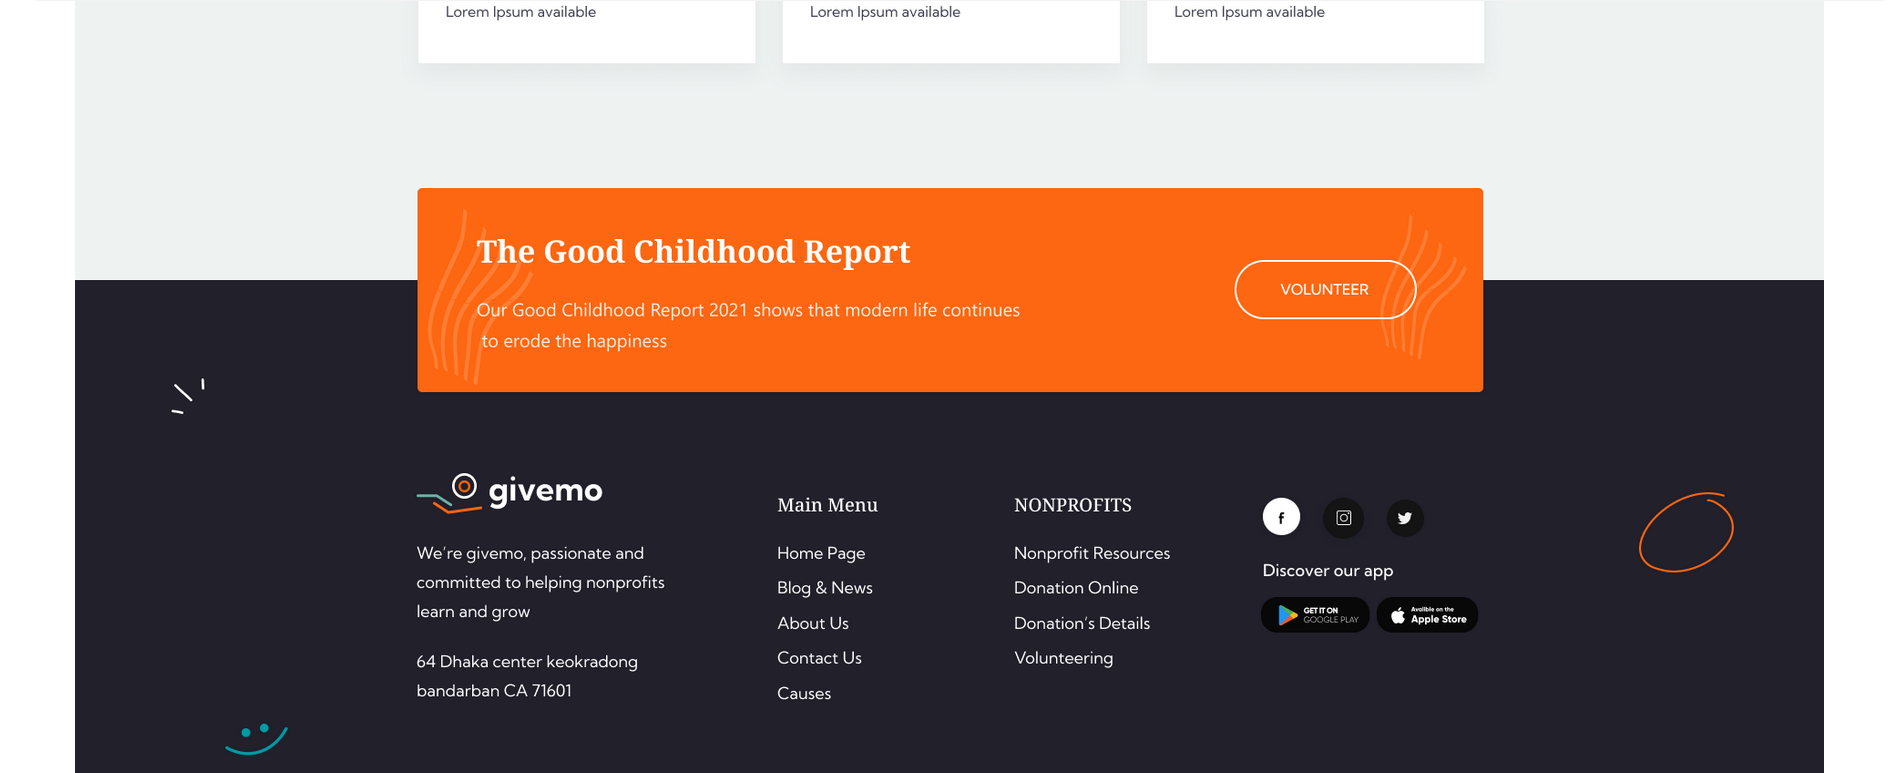 Lorem Ipsum available
Lorem Ipsum available
Lorem Ipsum available
The Good Childhood Report
Our Good Childhood Report 2021 shows that modern life continues
to erode the happiness
VOLUNTEER
givemo
We’re givemo, passionate and
committed to helping nonprofits
learn and grow
64 Dhaka center keokradong
bandarban CA 71601
Main Menu
Home Page
Blog & News
About Us
Contact Us
Causes
NONPROFITS
Nonprofit Resources
Donation Online
Donation’s Details
Volunteering
f
Discover our app
GET IT ON
GOOGLE PLAY
Avalible on the
Apple Store